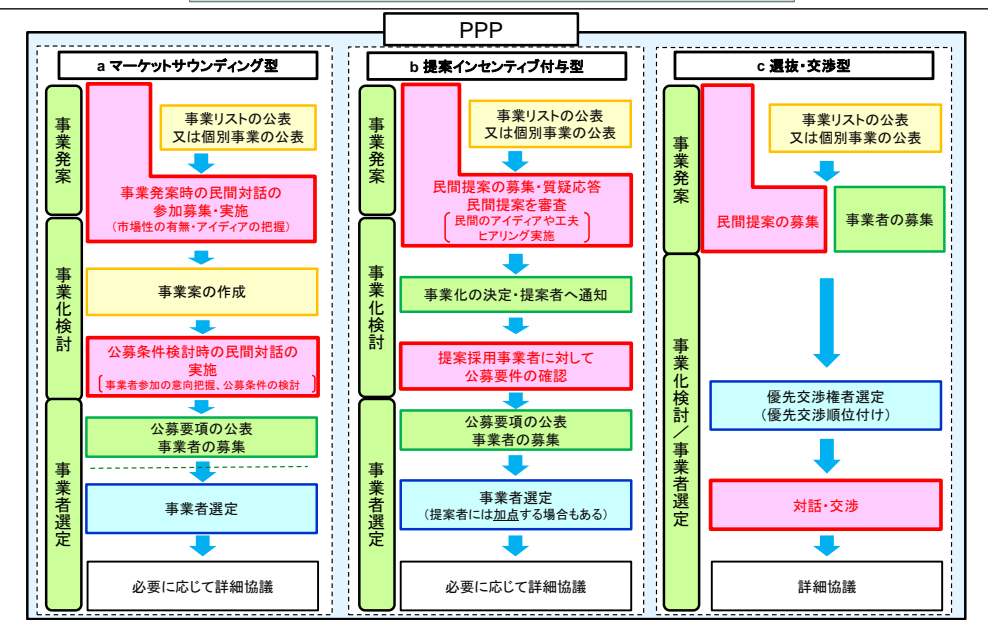 PPP
a マーケットサウンディング型
事業発案
事業リストの公表
又は個別事業の公表
事業発案時の民間対話の
参加募集・実施
(市場性の有無・アイディアの把握)
事業化検討
事業案の作成
公募条件検討時の民間対話の
実施
事業者参加の意向把握、公募条件の検討
事業者選定
公募要項の公表
事業者の募集
事業者選定
必要に応じて詳細協議
b 提案インセンティブ付与型
事業発案
事業リストの公表
又は個別事業の公表
民間提案の募集・質疑応答
民間提案を審査
民間のアイディアや工夫
ヒアリング実施
事業化検討
事業化の決定・提案者へ通知
提案採用事業者に対して
公募要件の確認
事業者選定
公募要項の公表
事業者の募集
事業者選定
(提案者には加点する場合もある)
必要に応じて詳細協議
c 選抜・交渉型
事業発案
事業リストの公表
又は個別事業の公表
民間提案の募集
事業者の募集
事業化検討/事業者選定
優先交渉権者選定
(優先交渉順位付け)
対話・交渉
詳細協議